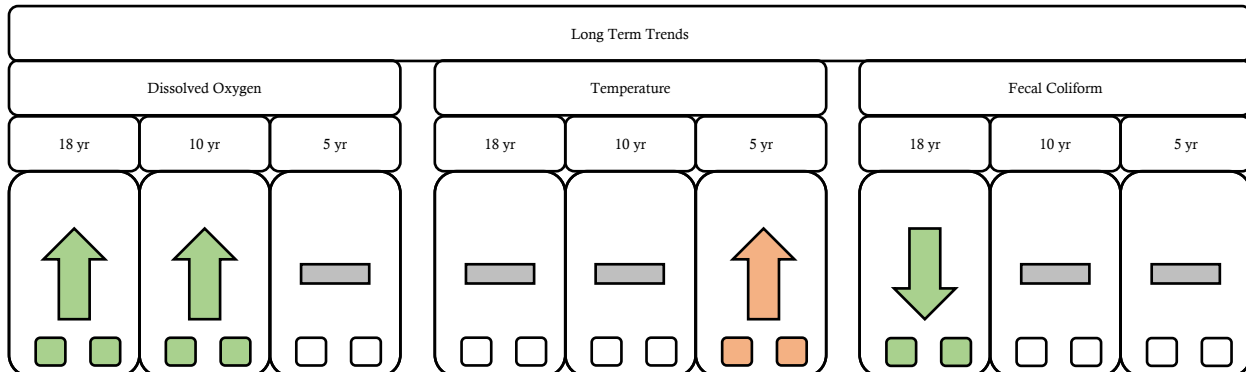 Long Term Trends
Dissolved Oxygen
Temperature
Fecal Coliform
18 yr
10 yr
5 yr
18 yr
10 yr
5 yr
18 yr
10 yr
5 yr